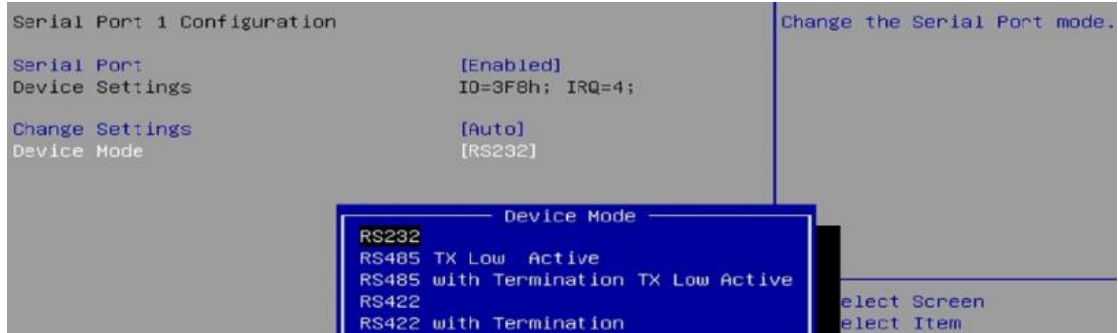 Serial Port 1 Configuration
Change the Serial Port mode.
Serial Port [Enabled]
Device Settings IO=3F8h; IRQ=4;
Change Settings [Auto]
Device Mode [RS232]
Device Mode
RS232
RS485 TX Low Active
RS485 with Termination TX Low Active
RS422
RS422 with Termination
elect Screen
elect Item